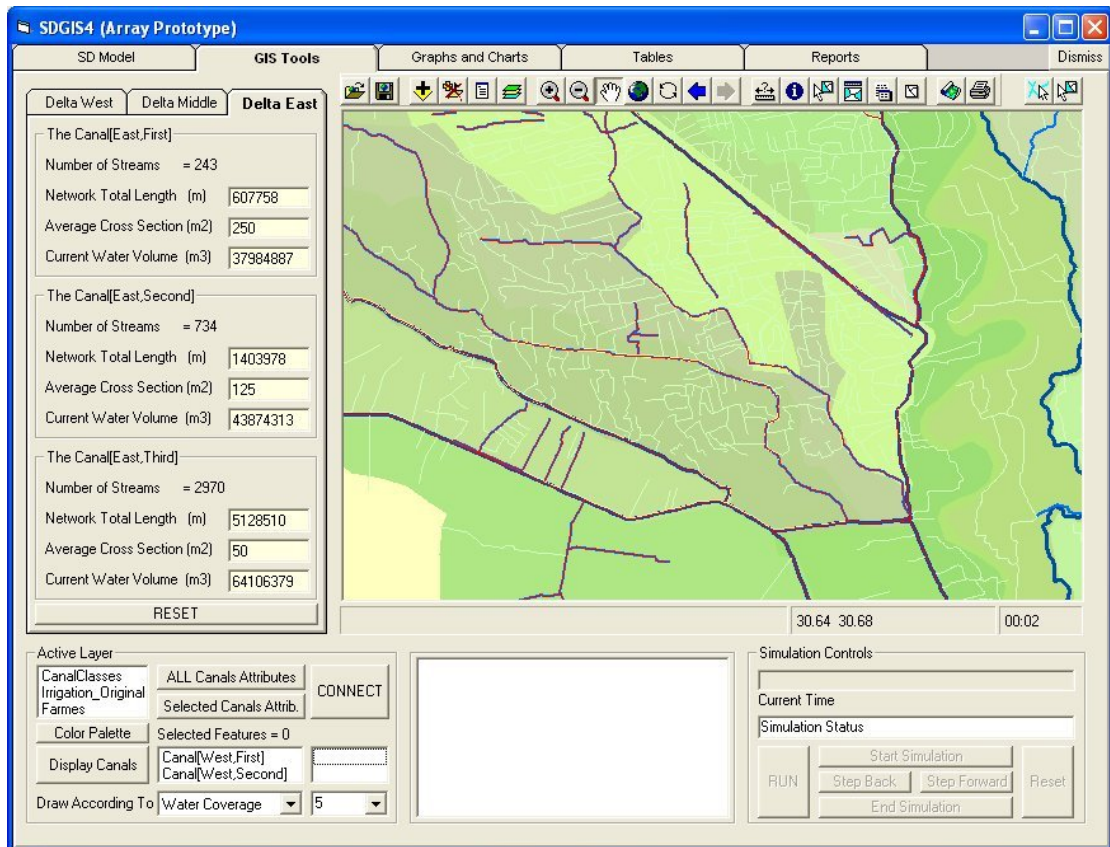 SDGIS4 (Array Prototype)
SD Model
GIS Tools
Graphs and Charts
Tables
Reports
Dismiss
Delta West
Delta Middle
Delta East
The Canal[East,First]
Number of Streams = 243
Network Total Length (m) 607758
Average Cross Section (m2) 250
Current Water Volume (m3) 37984887
The Canal[East,Second]
Number of Streams = 734
Network Total Length (m) 1403978
Average Cross Section (m2) 125
Current Water Volume (m3) 43874313
The Canal[East,Third]
Number of Streams = 2970
Network Total Length (m) 5128510
Average Cross Section (m2) 50
Current Water Volume (m3) 64106379
RESET
30.64 30.68
00:02
Active Layer
CanalClasses
Irrigation_Original
Farmes
ALL Canals Attributes
Selected Canals Attrib.
CONNECT
Color Palette
Selected Features = 0
Display Canals
Canal[West,First]
Canal[West,Second]
Draw According To Water Coverage 5
Simulation Controls
Current Time
Simulation Status
RUN
Start Simulation
Step Back
Step Forward
End Simulation
Reset